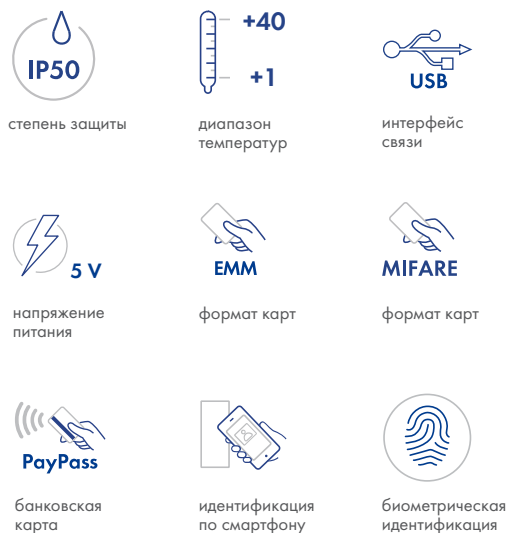 IP50
степень защиты
+40
+1
диапазон
температур
USB
интерфейс
связи
5 V
напряжение
питания
EMM
формат карт
MIFARE
формат карт
PayPass
банковская
карта
идентификация
по смартфону
биометрическая
идентификация